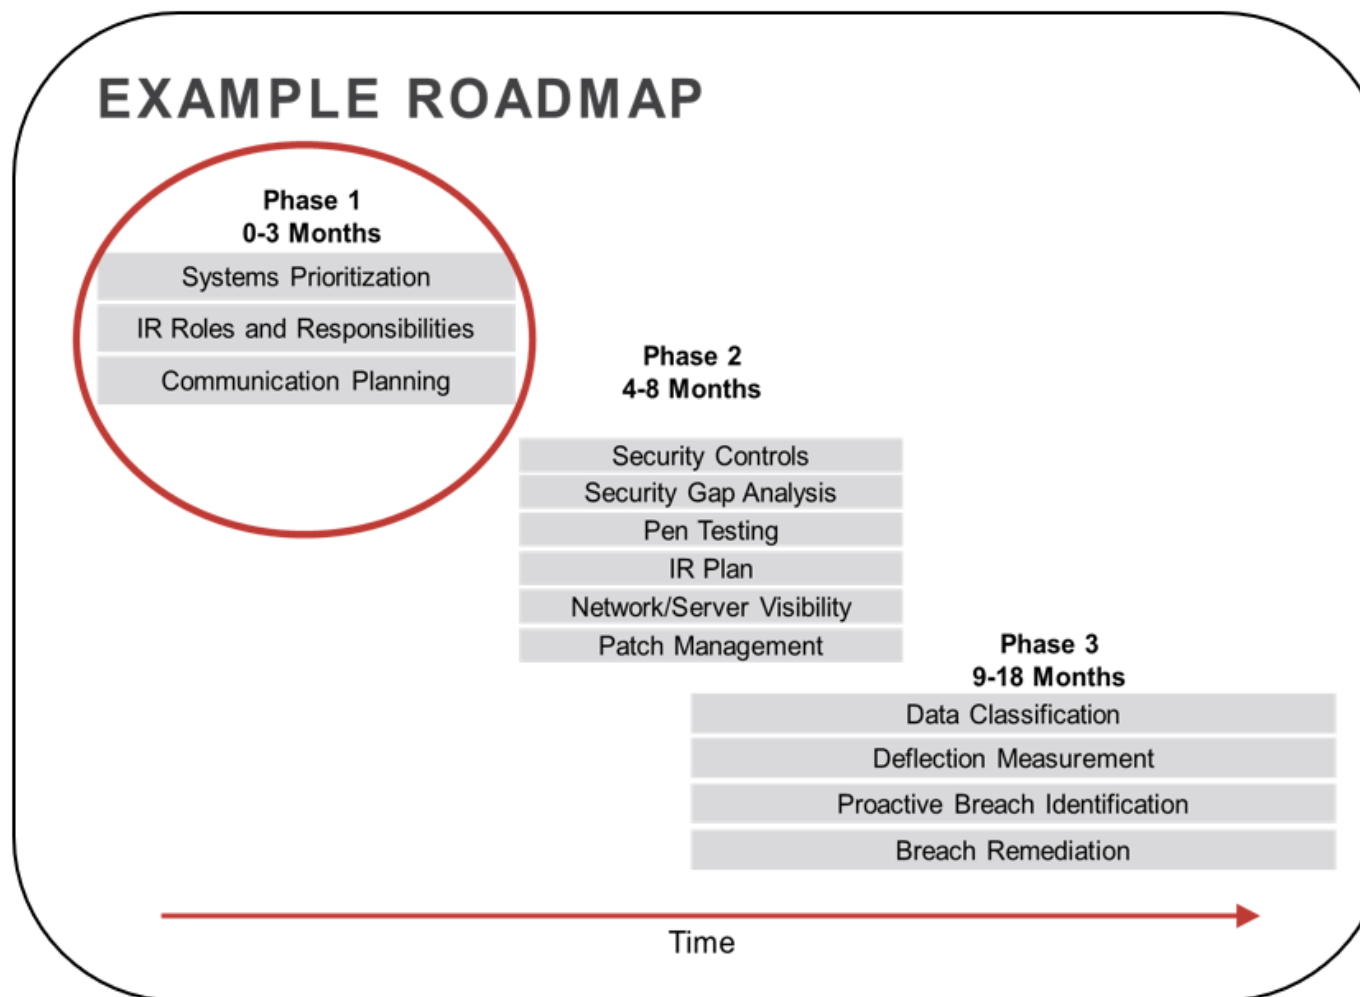 EXAMPLE ROADMAP
Phase 1
0-3 Months
Systems Prioritization
IR Roles and Responsibilities
Communication Planning
Phase 2
4-8 Months
Security Controls
Security Gap Analysis
Pen Testing
IR Plan
Network/Server Visibility
Patch Management
Phase 3
9-18 Months
Data Classification
Deflection Measurement
Proactive Breach Identification
Breach Remediation
Time